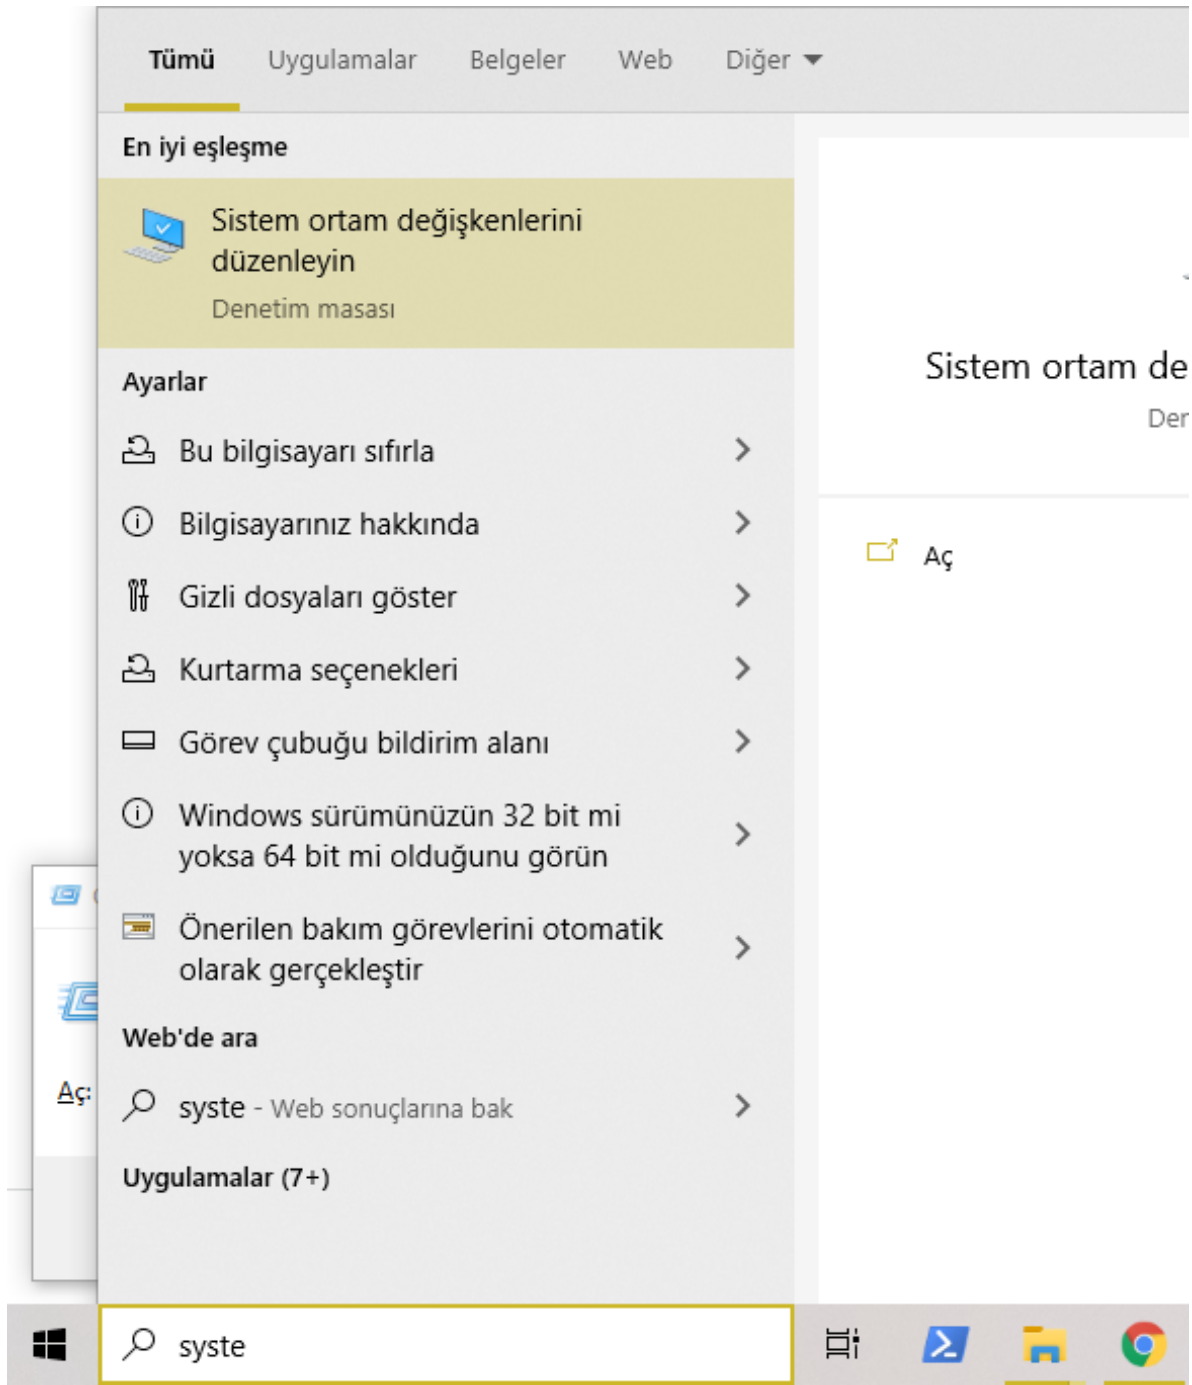 Tümü Uygulamalar Belgeler Web Diğer
En iyi eşleşme
Sistem ortam değişkenlerini
düzenleyin
Denetim masası
Ayarlar
Bu bilgisayarı sıfırla
Bilgisayarınız hakkında
Gizli dosyaları göster
Kurtarma seçenekleri
Görev çubuğu bildirim alanı
Windows sürümünüzün 32 bit mi
yoksa 64 bit mi olduğunu görün
Önerilen bakım görevlerini otomatik
olarak gerçekleştir
Web'de ara
syste - Web sonuçlarına bak
Uygulamalar (7+)
syste
Sistem ortam de
Der
Aç
Aç: